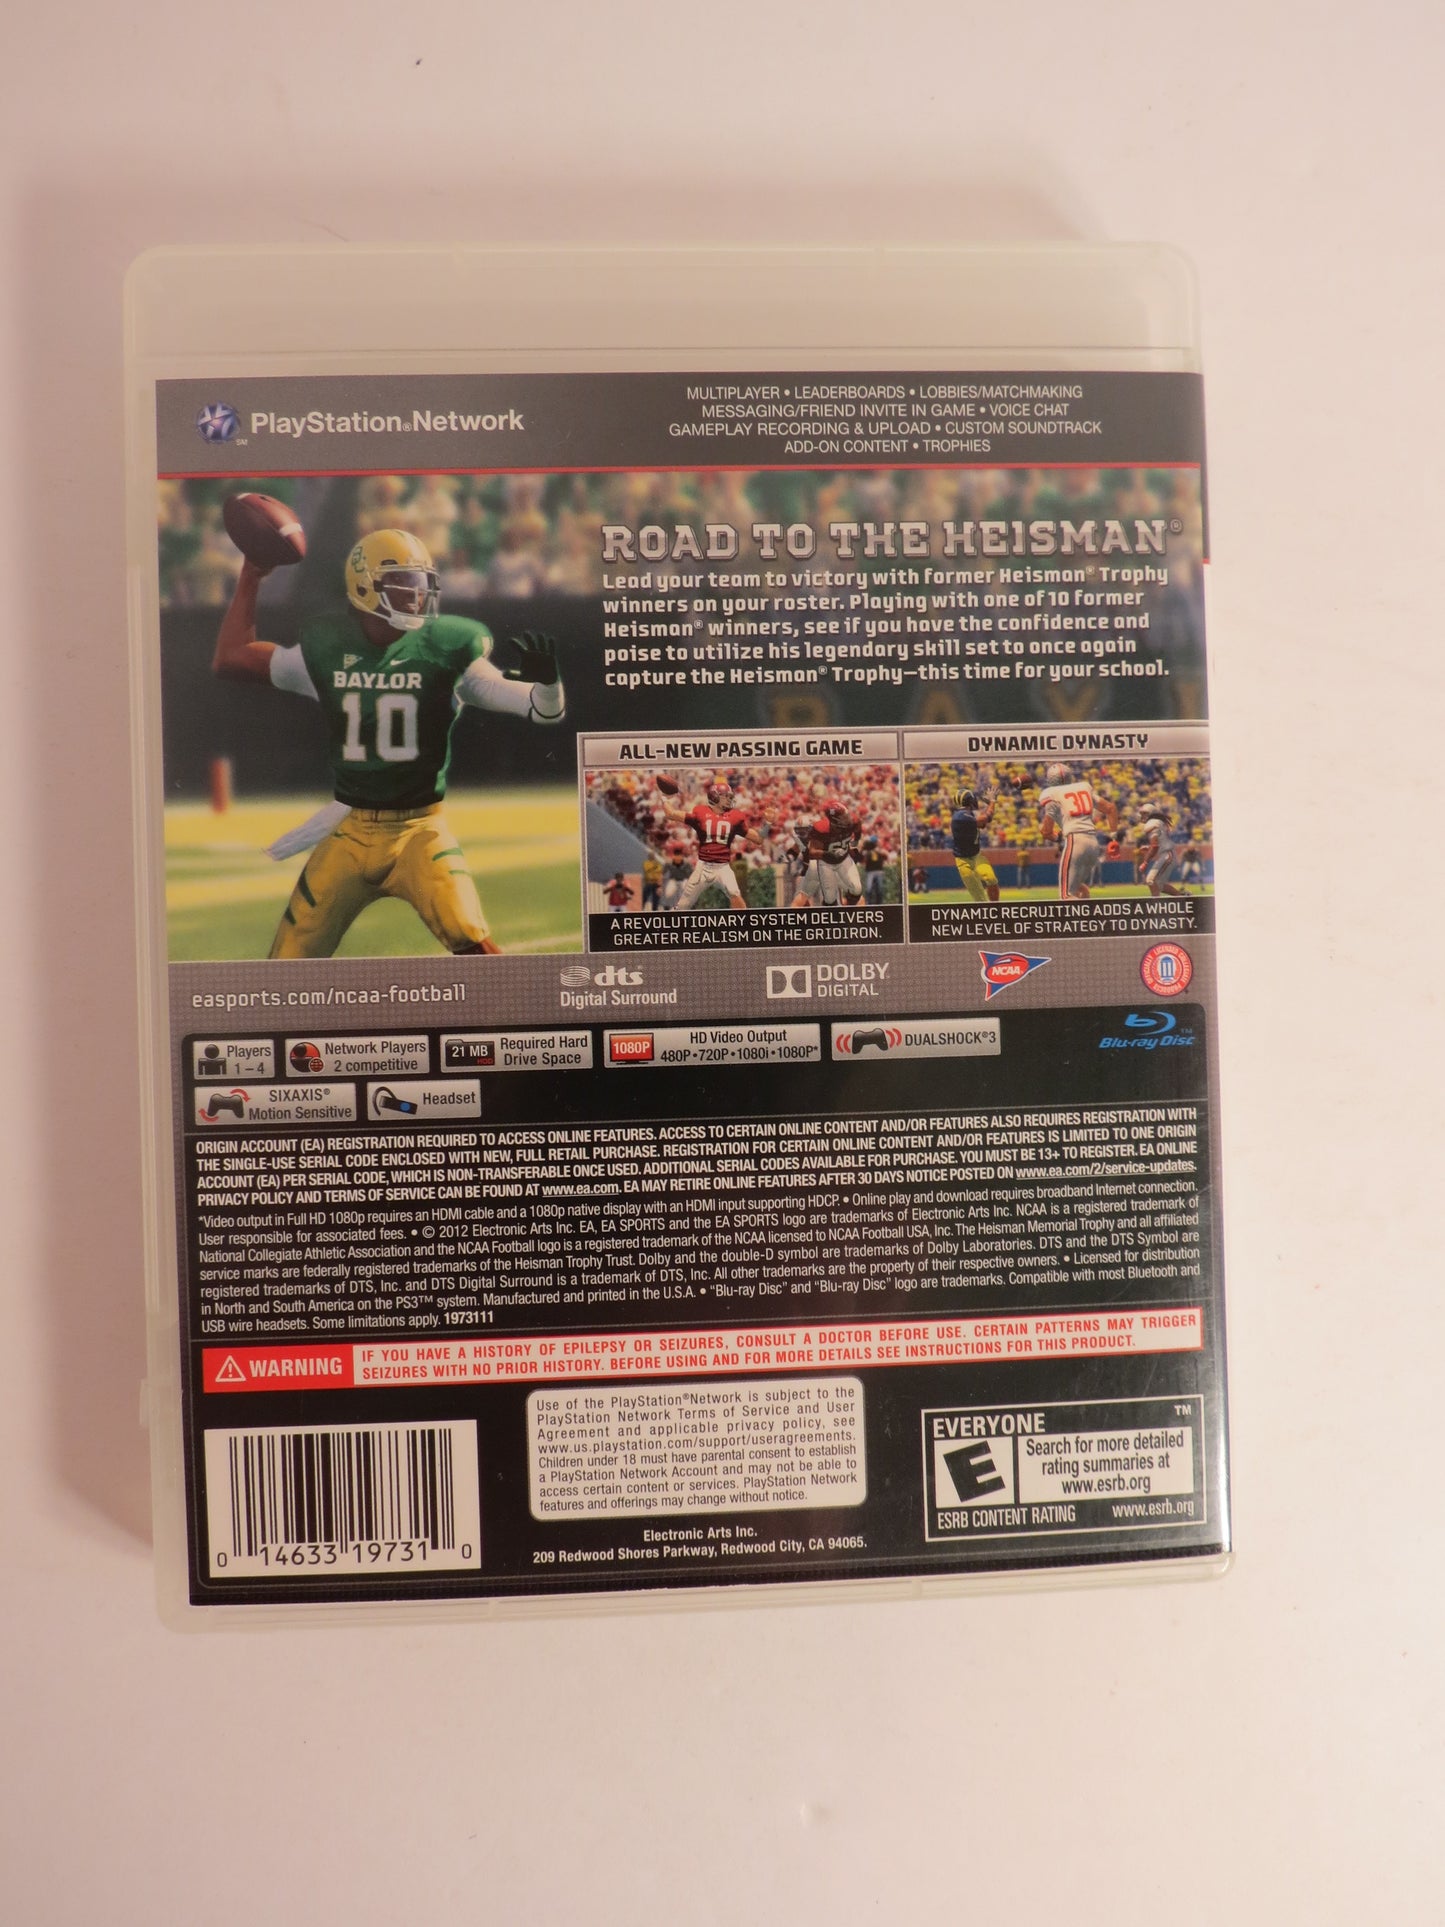 PlayStation®Network
SM
MULTIPLAYER • LEADERBOARDS • LOBBIES/MATCHMAKING
MESSAGING/FRIEND INVITE IN GAME • VOICE CHAT
GAMEPLAY RECORDING & UPLOAD • CUSTOM SOUNDTRACK
ADD-ON CONTENT • TROPHIES
BAYLOR
10
ROAD TO THE HEISMAN®
Lead your team to victory with former Heisman® Trophy
winners on your roster. Playing with one of 10 former
Heisman® winners, see if you have the confidence and
poise to utilize his legendary skill set to once again
capture the Heisman® Trophy—this time for your school.
ALL-NEW PASSING GAME
10
A REVOLUTIONARY SYSTEM DELIVERS
GREATER REALISM ON THE GRIDIRON.
DYNAMIC DYNASTY
30
DYNAMIC RECRUITING ADDS A WHOLE
NEW LEVEL OF STRATEGY TO DYNASTY.
easports.com/ncaa-football
dts
Digital Surround
DOLBY
DIGITAL
NCAA
Players
1 – 4
Network Players
2 competitive
21 MB
HDD
Required Hard
Drive Space
1080P
HD Video Output
480P • 720P • 1080i • 1080P*
DUALSHOCK®3
Blu-ray Disc™
SIXAXIS®
Motion Sensitive
Headset
ORIGIN ACCOUNT (EA) REGISTRATION REQUIRED TO ACCESS ONLINE FEATURES. ACCESS TO CERTAIN ONLINE CONTENT AND/OR FEATURES ALSO REQUIRES REGISTRATION WITH
THE SINGLE-USE SERIAL CODE ENCLOSED WITH NEW, FULL RETAIL PURCHASE. REGISTRATION FOR CERTAIN ONLINE CONTENT AND/OR FEATURES IS LIMITED TO ONE ORIGIN
ACCOUNT (EA) PER SERIAL CODE, WHICH IS NON-TRANSFERABLE ONCE USED. ADDITIONAL SERIAL CODES AVAILABLE FOR PURCHASE. YOU MUST BE 13+ TO REGISTER. EA ONLINE
PRIVACY POLICY AND TERMS OF SERVICE CAN BE FOUND AT www.ea.com. EA MAY RETIRE ONLINE FEATURES AFTER 30 DAYS NOTICE POSTED ON www.ea.com/2/service-updates.
*Video output in Full HD 1080p requires an HDMI cable and a 1080p native display with an HDMI input supporting HDCP. • Online play and download requires broadband Internet connection.
User responsible for associated fees. • © 2012 Electronic Arts Inc. EA, EA SPORTS and the EA SPORTS logo are trademarks of Electronic Arts Inc. NCAA is a registered trademark of
National Collegiate Athletic Association and the NCAA Football logo is a registered trademark of the NCAA licensed to NCAA Football USA, Inc. The Heisman Memorial Trophy and all affiliated
service marks are federally registered trademarks of the Heisman Trophy Trust. Dolby and the double-D symbol are trademarks of Dolby Laboratories. DTS and the DTS Symbol are
registered trademarks of DTS, Inc. and DTS Digital Surround is a trademark of DTS, Inc. All other trademarks are the property of their respective owners. • Licensed for distribution
in North and South America on the PS3™ system. Manufactured and printed in the U.S.A. • "Blu-ray Disc" and "Blu-ray Disc" logo are trademarks. Compatible with most Bluetooth and
USB wire headsets. Some limitations apply. 1973111
WARNING
IF YOU HAVE A HISTORY OF EPILEPSY OR SEIZURES, CONSULT A DOCTOR BEFORE USE. CERTAIN PATTERNS MAY TRIGGER
SEIZURES WITH NO PRIOR HISTORY. BEFORE USING AND FOR MORE DETAILS SEE INSTRUCTIONS FOR THIS PRODUCT.
0 14633 19731 0
Use of the PlayStation®Network is subject to the
PlayStation Network Terms of Service and User
Agreement and applicable privacy policy, see
www.us.playstation.com/support/useragreements.
Children under 18 must have parental consent to establish
a PlayStation Network Account and may not be able to
access certain content or services. PlayStation Network
features and offerings may change without notice.
Electronic Arts Inc.
209 Redwood Shores Parkway, Redwood City, CA 94065.
EVERYONE
™
E
Search for more detailed
rating summaries at
www.esrb.org
ESRB CONTENT RATING
www.esrb.org